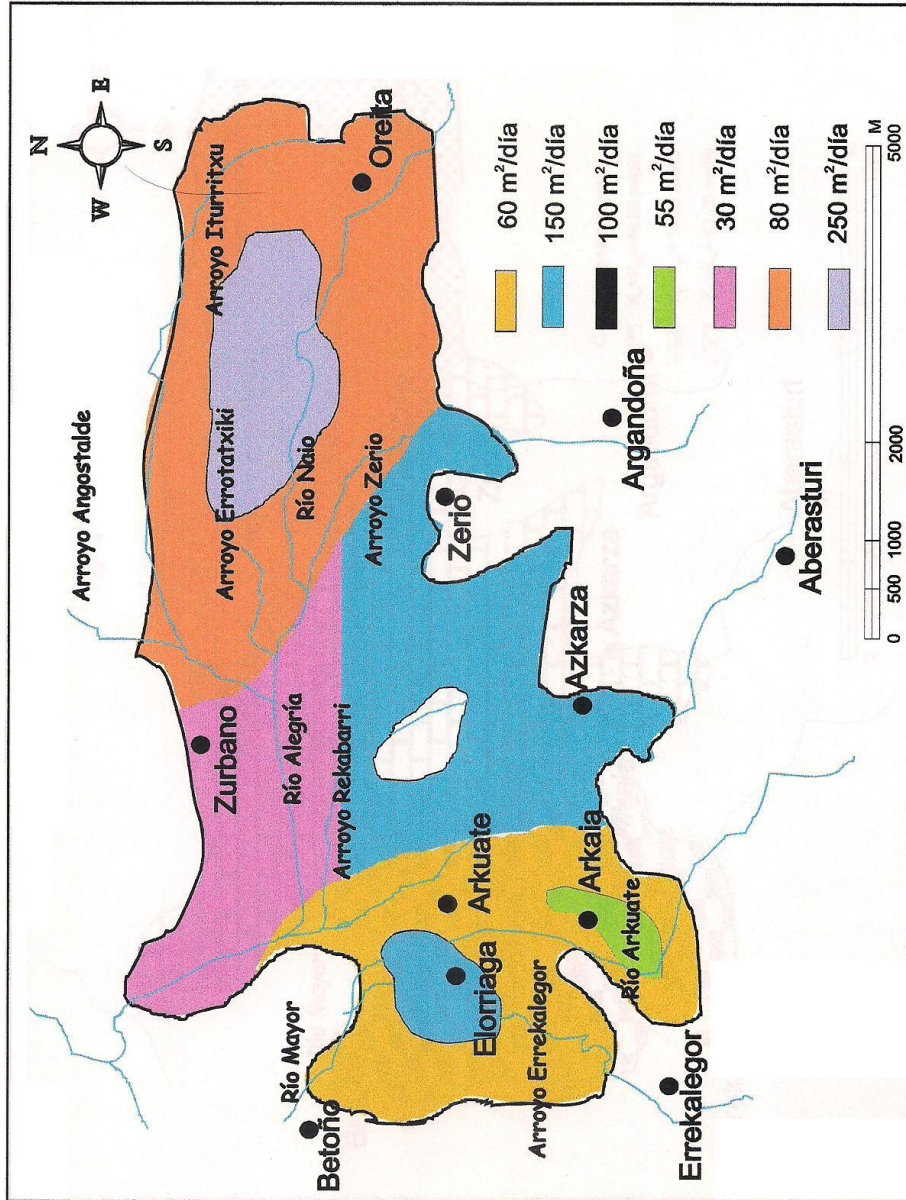 N
W
E
S
Arroyo Angostalde
Arroyo Iturritxu
Oreita
Arroyo Errotatxiki
Río Naio
Zurbano
Río Alegría
Arroyo Zerio
Arroyo Rekabarri
Zerio
Río Mayor
Betoño
Arkuate
Elorriaga
Azkarza
Argandoña
Arkaia
Río Arkuate
Arroyo Errekalegor
Errekalegor
Aberasturi
60 m²/día
150 m²/día
100 m²/día
55 m²/día
30 m²/día
80 m²/día
250 m²/día
0 500 1000 2000 5000 M